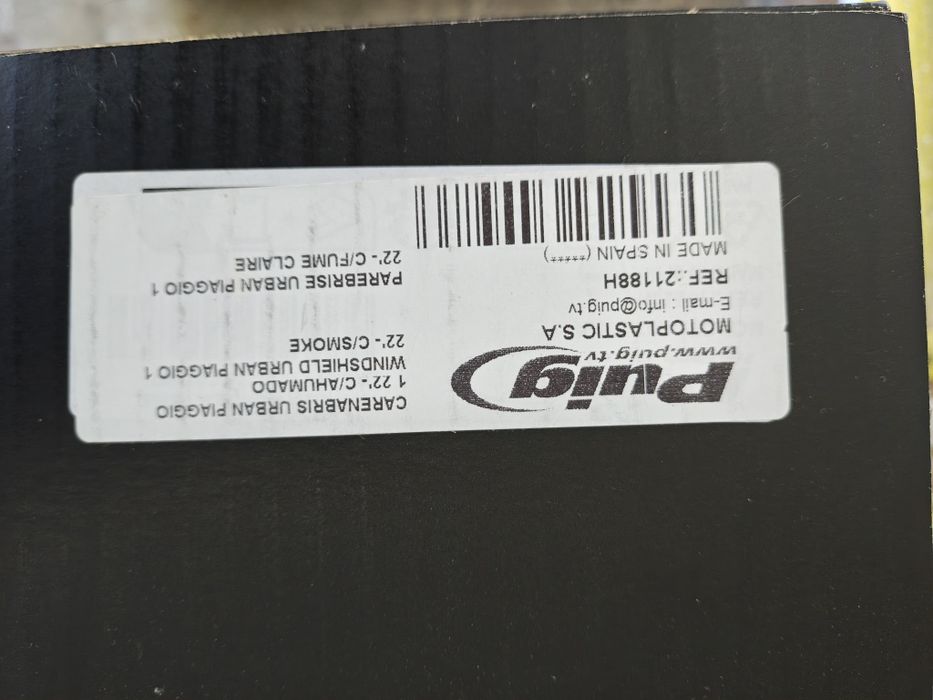 Puig
www.puig.tv
MOTOPLASTIC S.A
E-mail : info@puig.tv
REF.:21188H
MADE IN SPAIN (*****)
CARENABRIS URBAN PIAGGIO
1 22'- C/AHUMADO
WINDSHIELD URBAN PIAGGIO 1
22'- C/SMOKE
PAREBRISE URBAN PIAGGIO 1
22'- C/FUME CLAIRE